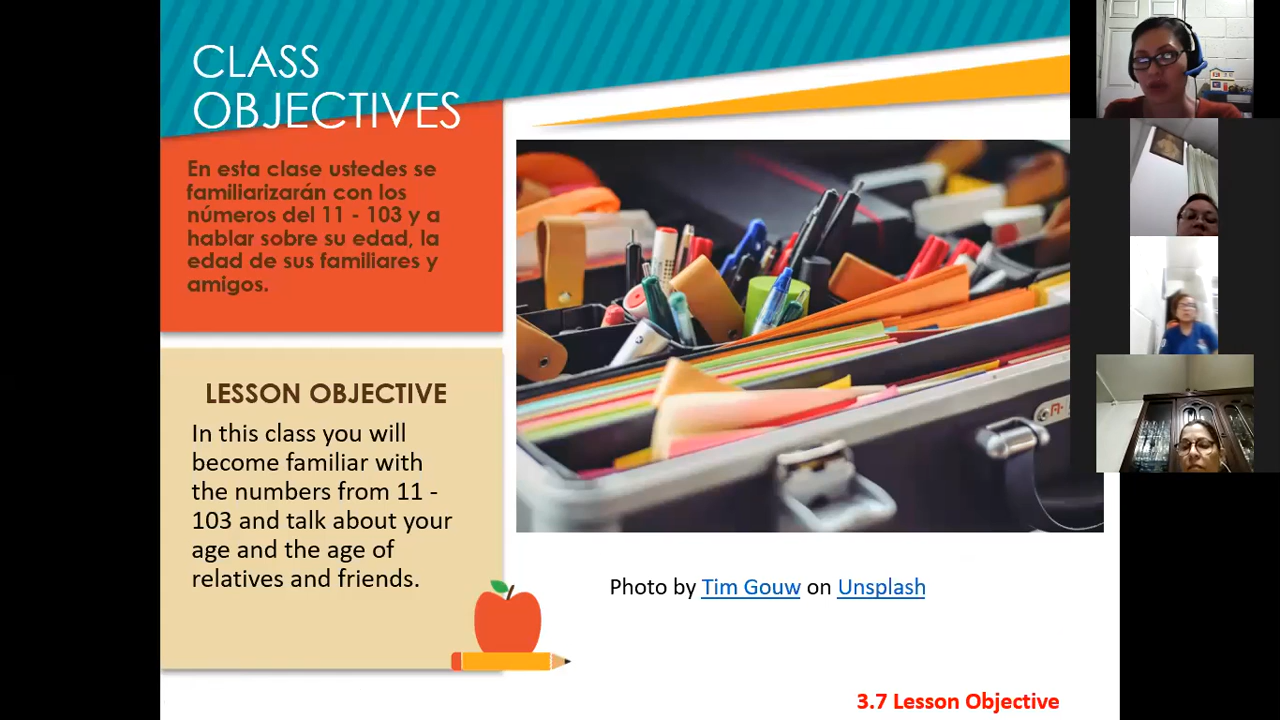 CLASS
OBJECTIVES
En esta clase ustedes se
familiarizarán con los
números del 11 - 103 y a
hablar sobre su edad, la
edad de sus familiares y
amigos.
LESSON OBJECTIVE
In this class you will
become familiar with
the numbers from 11 -
103 and talk about your
age and the age of
relatives and friends.
Photo by Tim Gouw on Unsplash
3.7 Lesson Objective